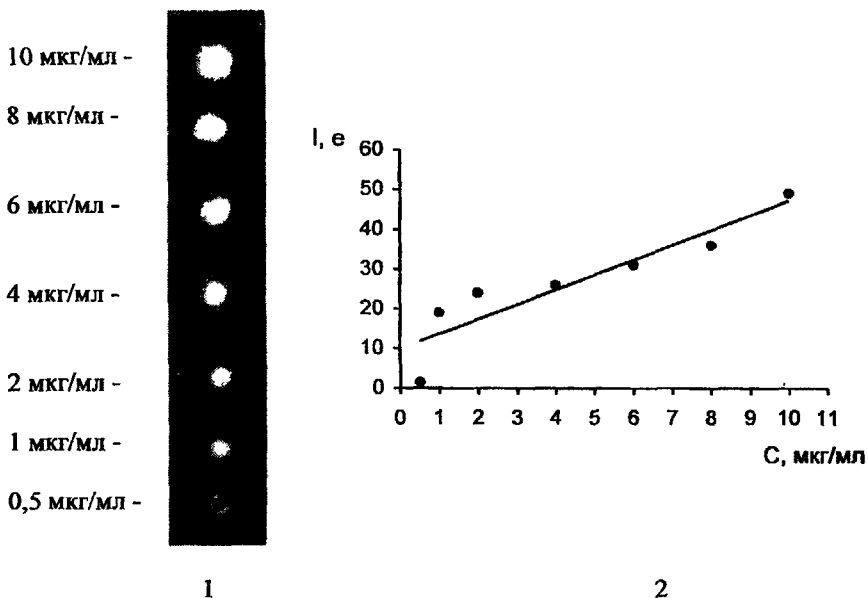 10 мкг/мл -
8 мкг/мл -
6 мкг/мл -
4 мкг/мл -
2 мкг/мл -
1 мкг/мл -
0,5 мкг/мл -
1
I, e
60
50
40
30
20
10
0
0 1 2 3 4 5 6 7 8 9 10 11
C, мкг/мл
2